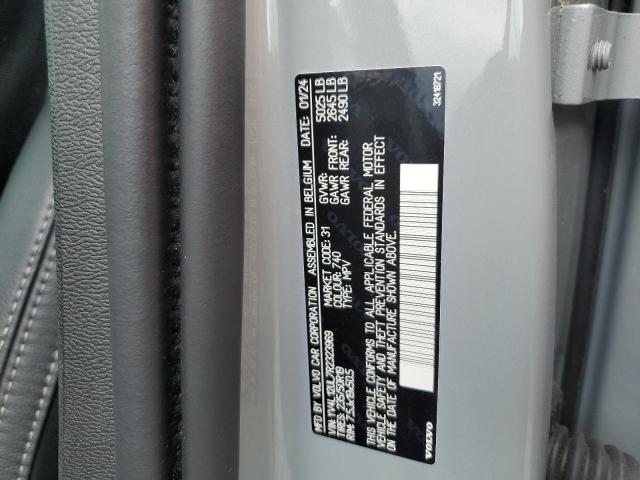 MFD BY VOLVO CAR CORPORATION ASSEMBLED IN BELGIUM DATE: 01/24
VIN: YV4L12UL7R2323969 MARKET CODE: 31 GVWR: 5025 LB
TIRES: 235/50R19 COLOUR: 740 GAWR FRONT: 2645 LB
RIM: 7.5Jx19x50.5 TYPE: MPV GAWR REAR: 2490 LB
THIS VEHICLE CONFORMS TO ALL APPLICABLE FEDERAL MOTOR
VEHICLE SAFETY AND THEFT PREVENTION STANDARDS IN EFFECT
ON THE DATE OF MANUFACTURE SHOWN ABOVE.
VOLVO 32419721